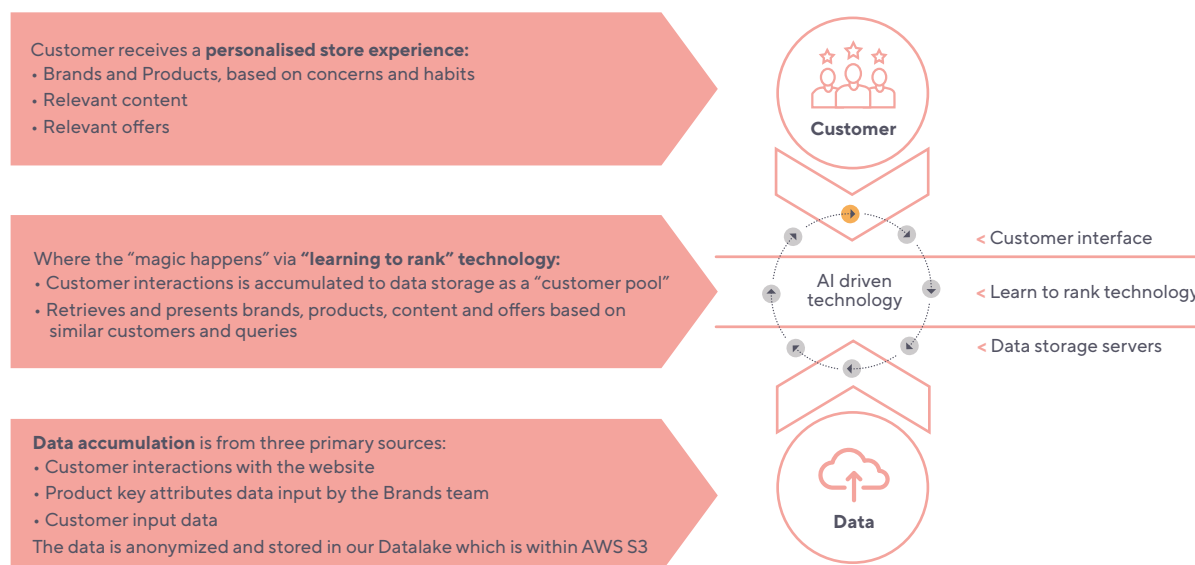 Customer receives a personalised store experience:
• Brands and Products, based on concerns and habits
• Relevant content
• Relevant offers
Customer
Where the “magic happens” via “learning to rank” technology:
• Customer interactions is accumulated to data storage as a “customer pool”
• Retrieves and presents brands, products, content and offers based on
similar customers and queries
AI driven
technology
< Customer interface
< Learn to rank technology
< Data storage servers
Data accumulation is from three primary sources:
• Customer interactions with the website
• Product key attributes data input by the Brands team
• Customer input data
The data is anonymized and stored in our Datalake which is within AWS S3
Data